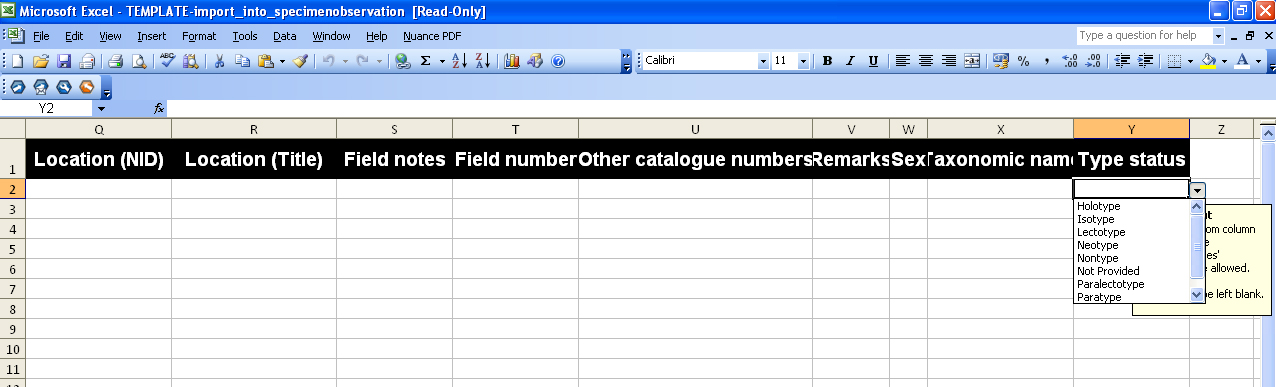 Microsoft Excel - TEMPLATE-import_into_specimenobservation [Read-Only]
File Edit View Insert Format Tools Data Window Help Nuance PDF
Type a question for help
Calibri 11 B I U
Y2 fx
Q R S T U V W X Y Z
1 Location (NID) Location (Title) Field notes Field number Other catalogue numbers Remarks Sex Taxonomic nam Type status
2
3 Holotype
Isotype
4 Lectotype om column
Neotype
5 Nontype es'
6 Not Provided e allowed.
Paralectotype
7 Paratype be left blank.
8
9
10
11